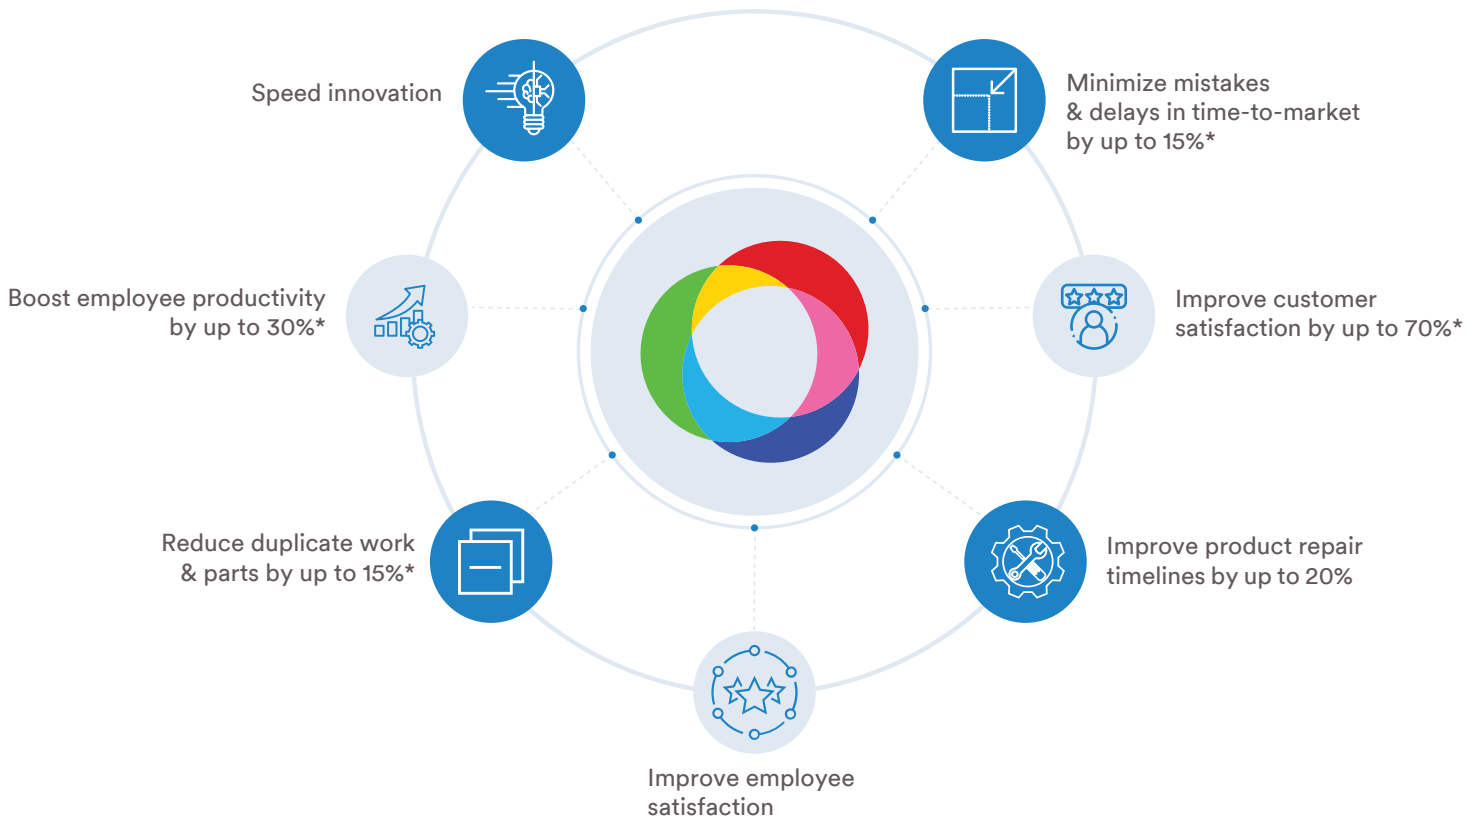 Speed innovation
Minimize mistakes
& delays in time-to-market
by up to 15%*
Boost employee productivity
by up to 30%*
Improve customer
satisfaction by up to 70%*
Reduce duplicate work
& parts by up to 15%*
Improve product repair
timelines by up to 20%
Improve employee
satisfaction